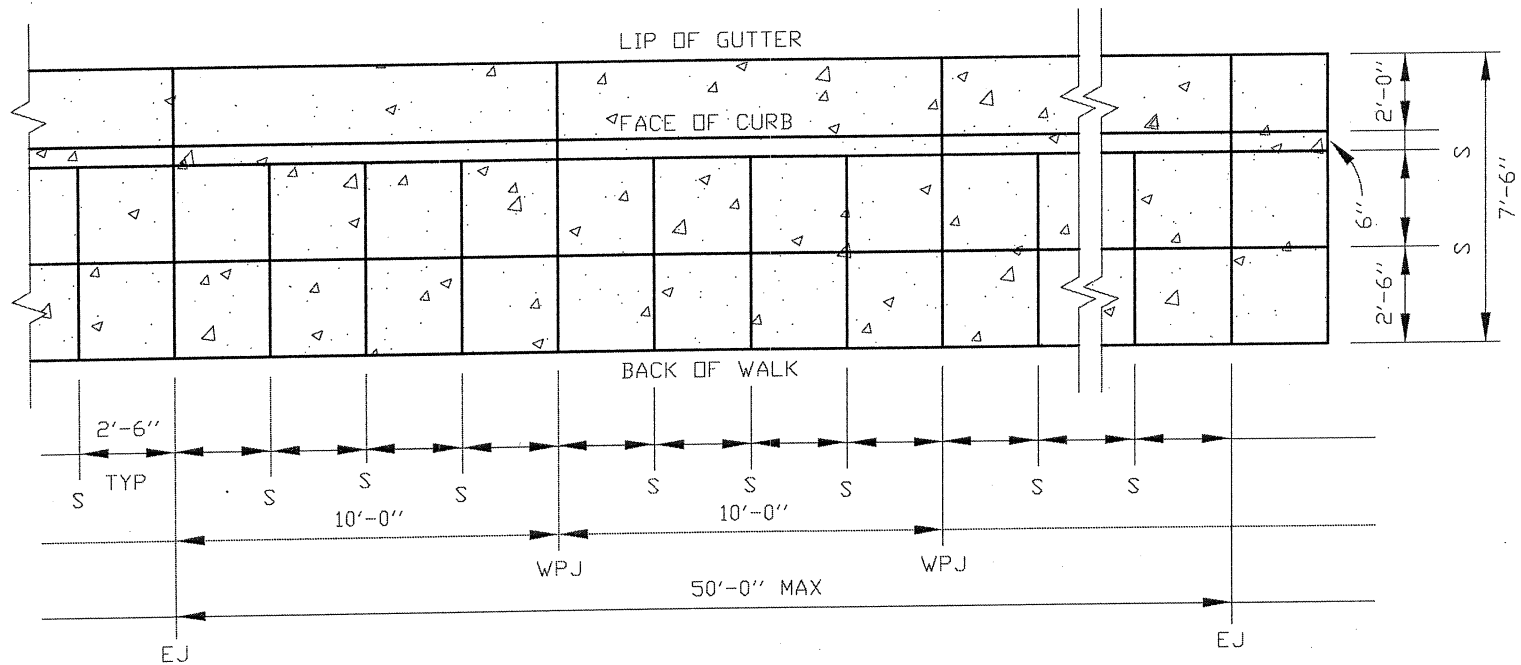 LIP OF GUTTER
FACE OF CURB
BACK OF WALK
2'-0"
S
6"
S
2'-6"
7'-6"
2'-6"
TYP
S
S
S
S
S
S
S
S
S
10'-0"
10'-0"
WPJ
WPJ
50'-0" MAX
EJ
EJ